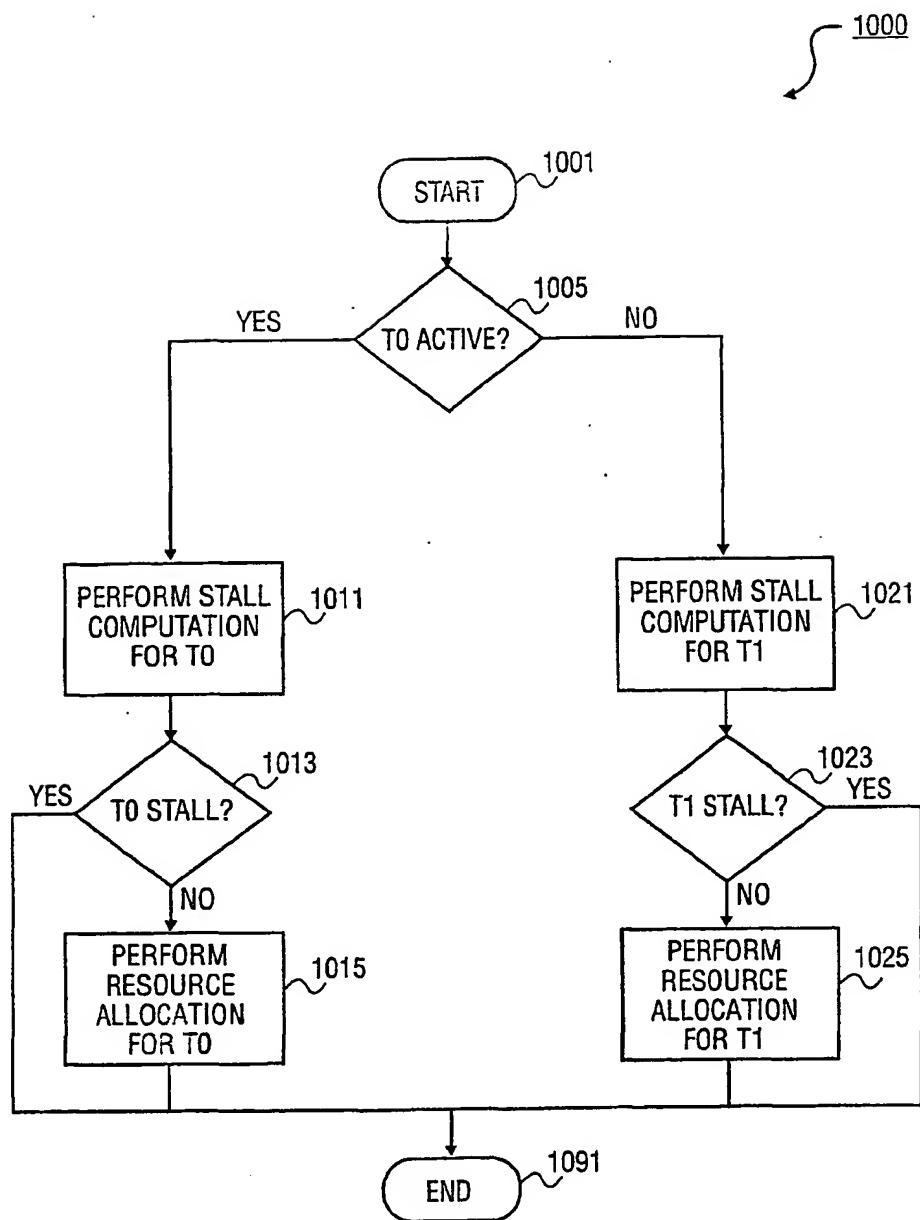 1000
START
1001
T0 ACTIVE?
1005
YES
NO
PERFORM STALL
COMPUTATION
FOR T0
1011
PERFORM STALL
COMPUTATION
FOR T1
1021
T0 STALL?
1013
YES
NO
T1 STALL?
1023
YES
NO
PERFORM
RESOURCE
ALLOCATION
FOR T0
1015
PERFORM
RESOURCE
ALLOCATION
FOR T1
1025
END
1091